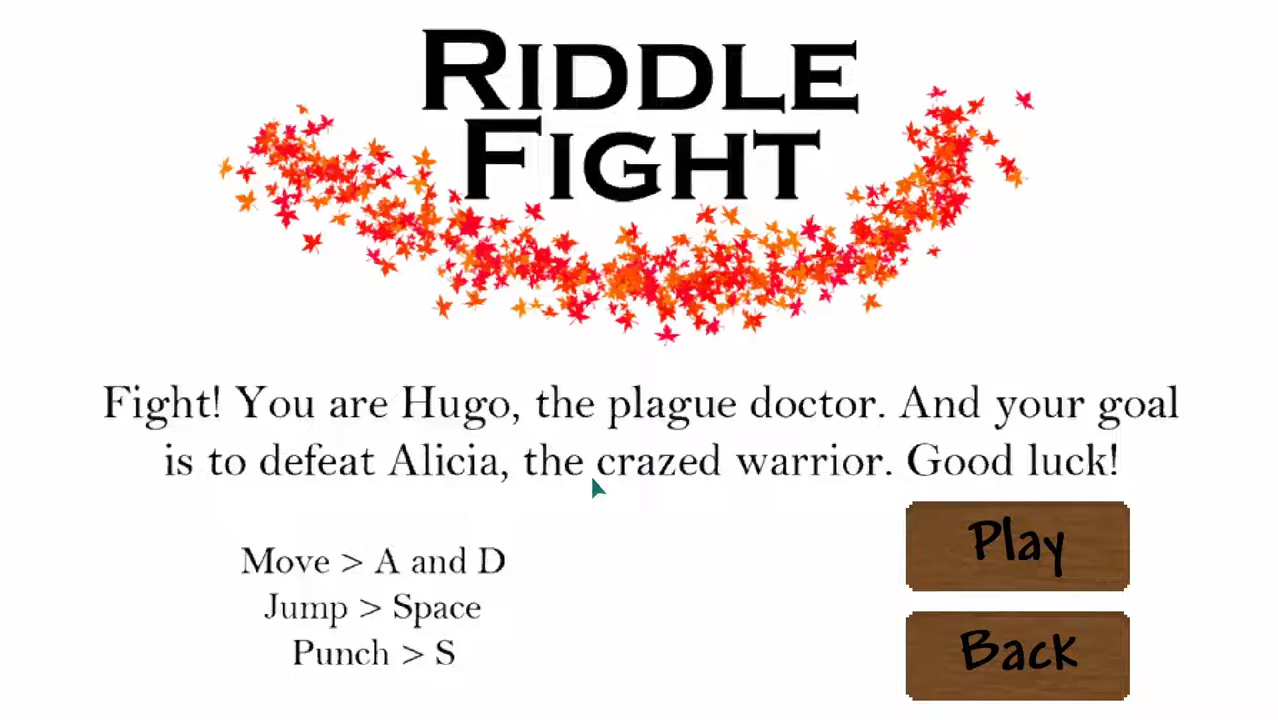 RIDDLE
FIGHT
Fight! You are Hugo, the plague doctor. And your goal
is to defeat Alicia, the crazed warrior. Good luck!
Move > A and D
Jump > Space
Punch > S
Play
Back